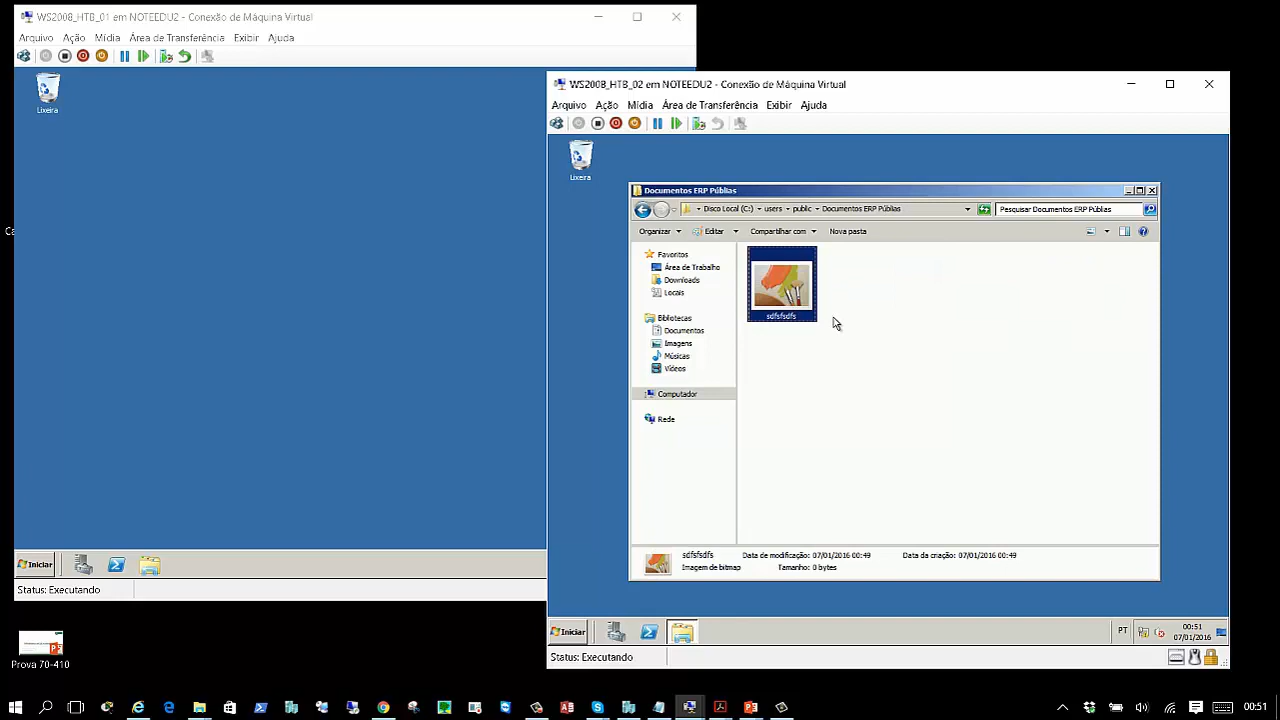 WS2008_HTB_01 em NOTEEDU2 - Conexão de Máquina Virtual
Arquivo Ação Mídia Área de Transferência Exibir Ajuda
Lixeira
Iniciar
Status: Executando
Prova 70-410
WS2008_HTB_02 em NOTEEDU2 - Conexão de Máquina Virtual
Arquivo Ação Mídia Área de Transferência Exibir Ajuda
Lixeira
Documentos ERP Públias
Disco Local (C:) users public Documentos ERP Públias
Pesquisar Documentos ERP Públias
Organizar Editar Compartilhar com Nova pasta
Favoritos
Área de Trabalho
Downloads
Locais
Bibliotecas
Documentos
Imagens
Músicas
Vídeos
Computador
Rede
sdfsfsdfs
sdfsfsdfs Data de modificação: 07/01/2016 00:49 Data da criação: 07/01/2016 00:49
Imagem de bitmap Tamanho: 0 bytes
Iniciar
PT
00:51
07/01/2016
Status: Executando
00:51